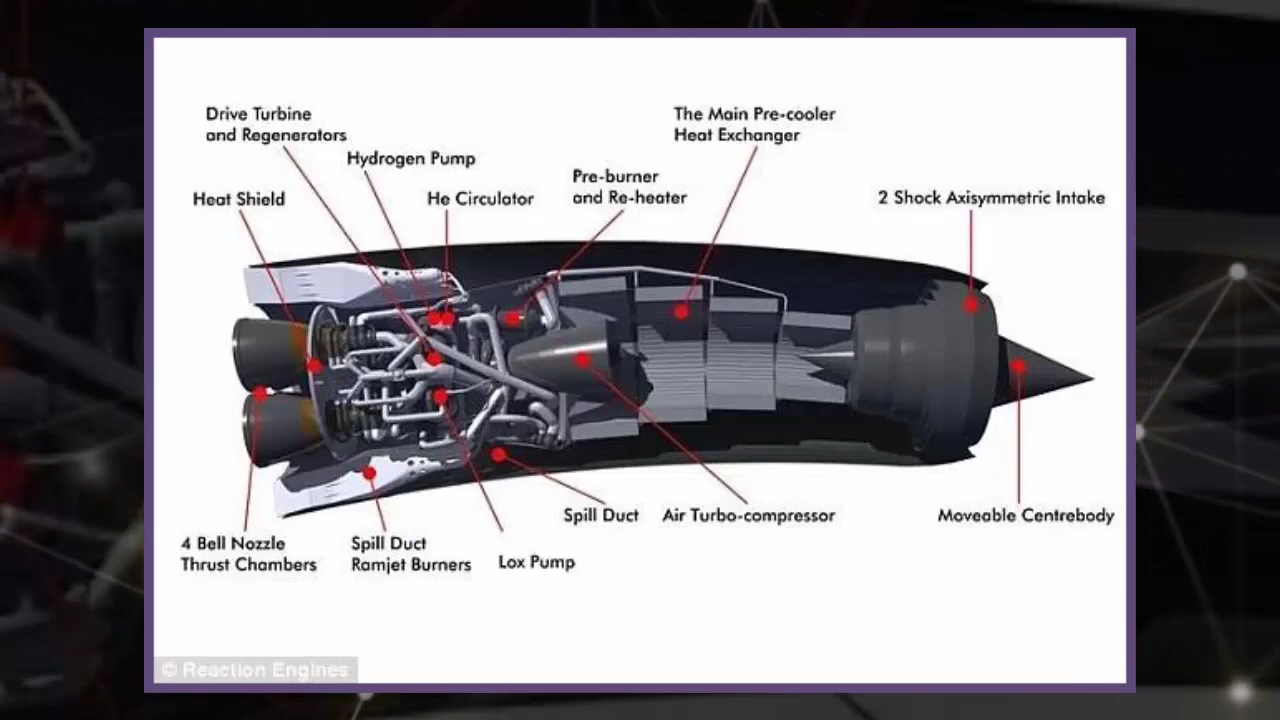 Drive Turbine
and Regenerators
The Main Pre-cooler
Heat Exchanger
Hydrogen Pump
Pre-burner
and Re-heater
Heat Shield
He Circulator
2 Shock Axisymmetric Intake
Spill Duct
Air Turbo-compressor
Moveable Centrebody
4 Bell Nozzle
Thrust Chambers
Spill Duct
Ramjet Burners
Lox Pump
© Reaction Engines